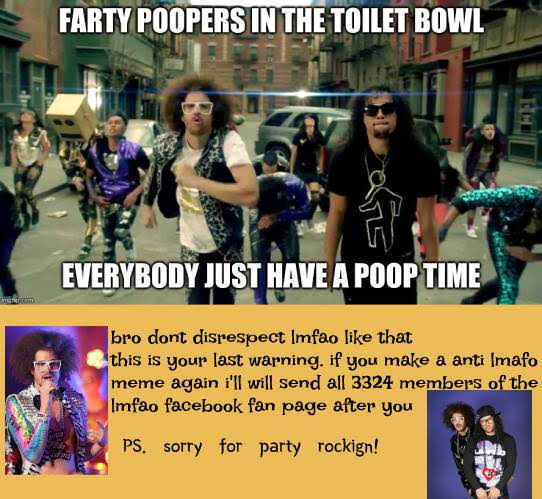 FARTY POOPERS IN THE TOILET BOWL
EVERYBODY JUST HAVE A POOP TIME
imgflip.com
bro dont disrespect lmfao like that
this is your last warning. if you make a anti lmafo
meme again i'll will send all 3324 members of the
lmfao facebook fan page after you
PS. sorry for party rockign!